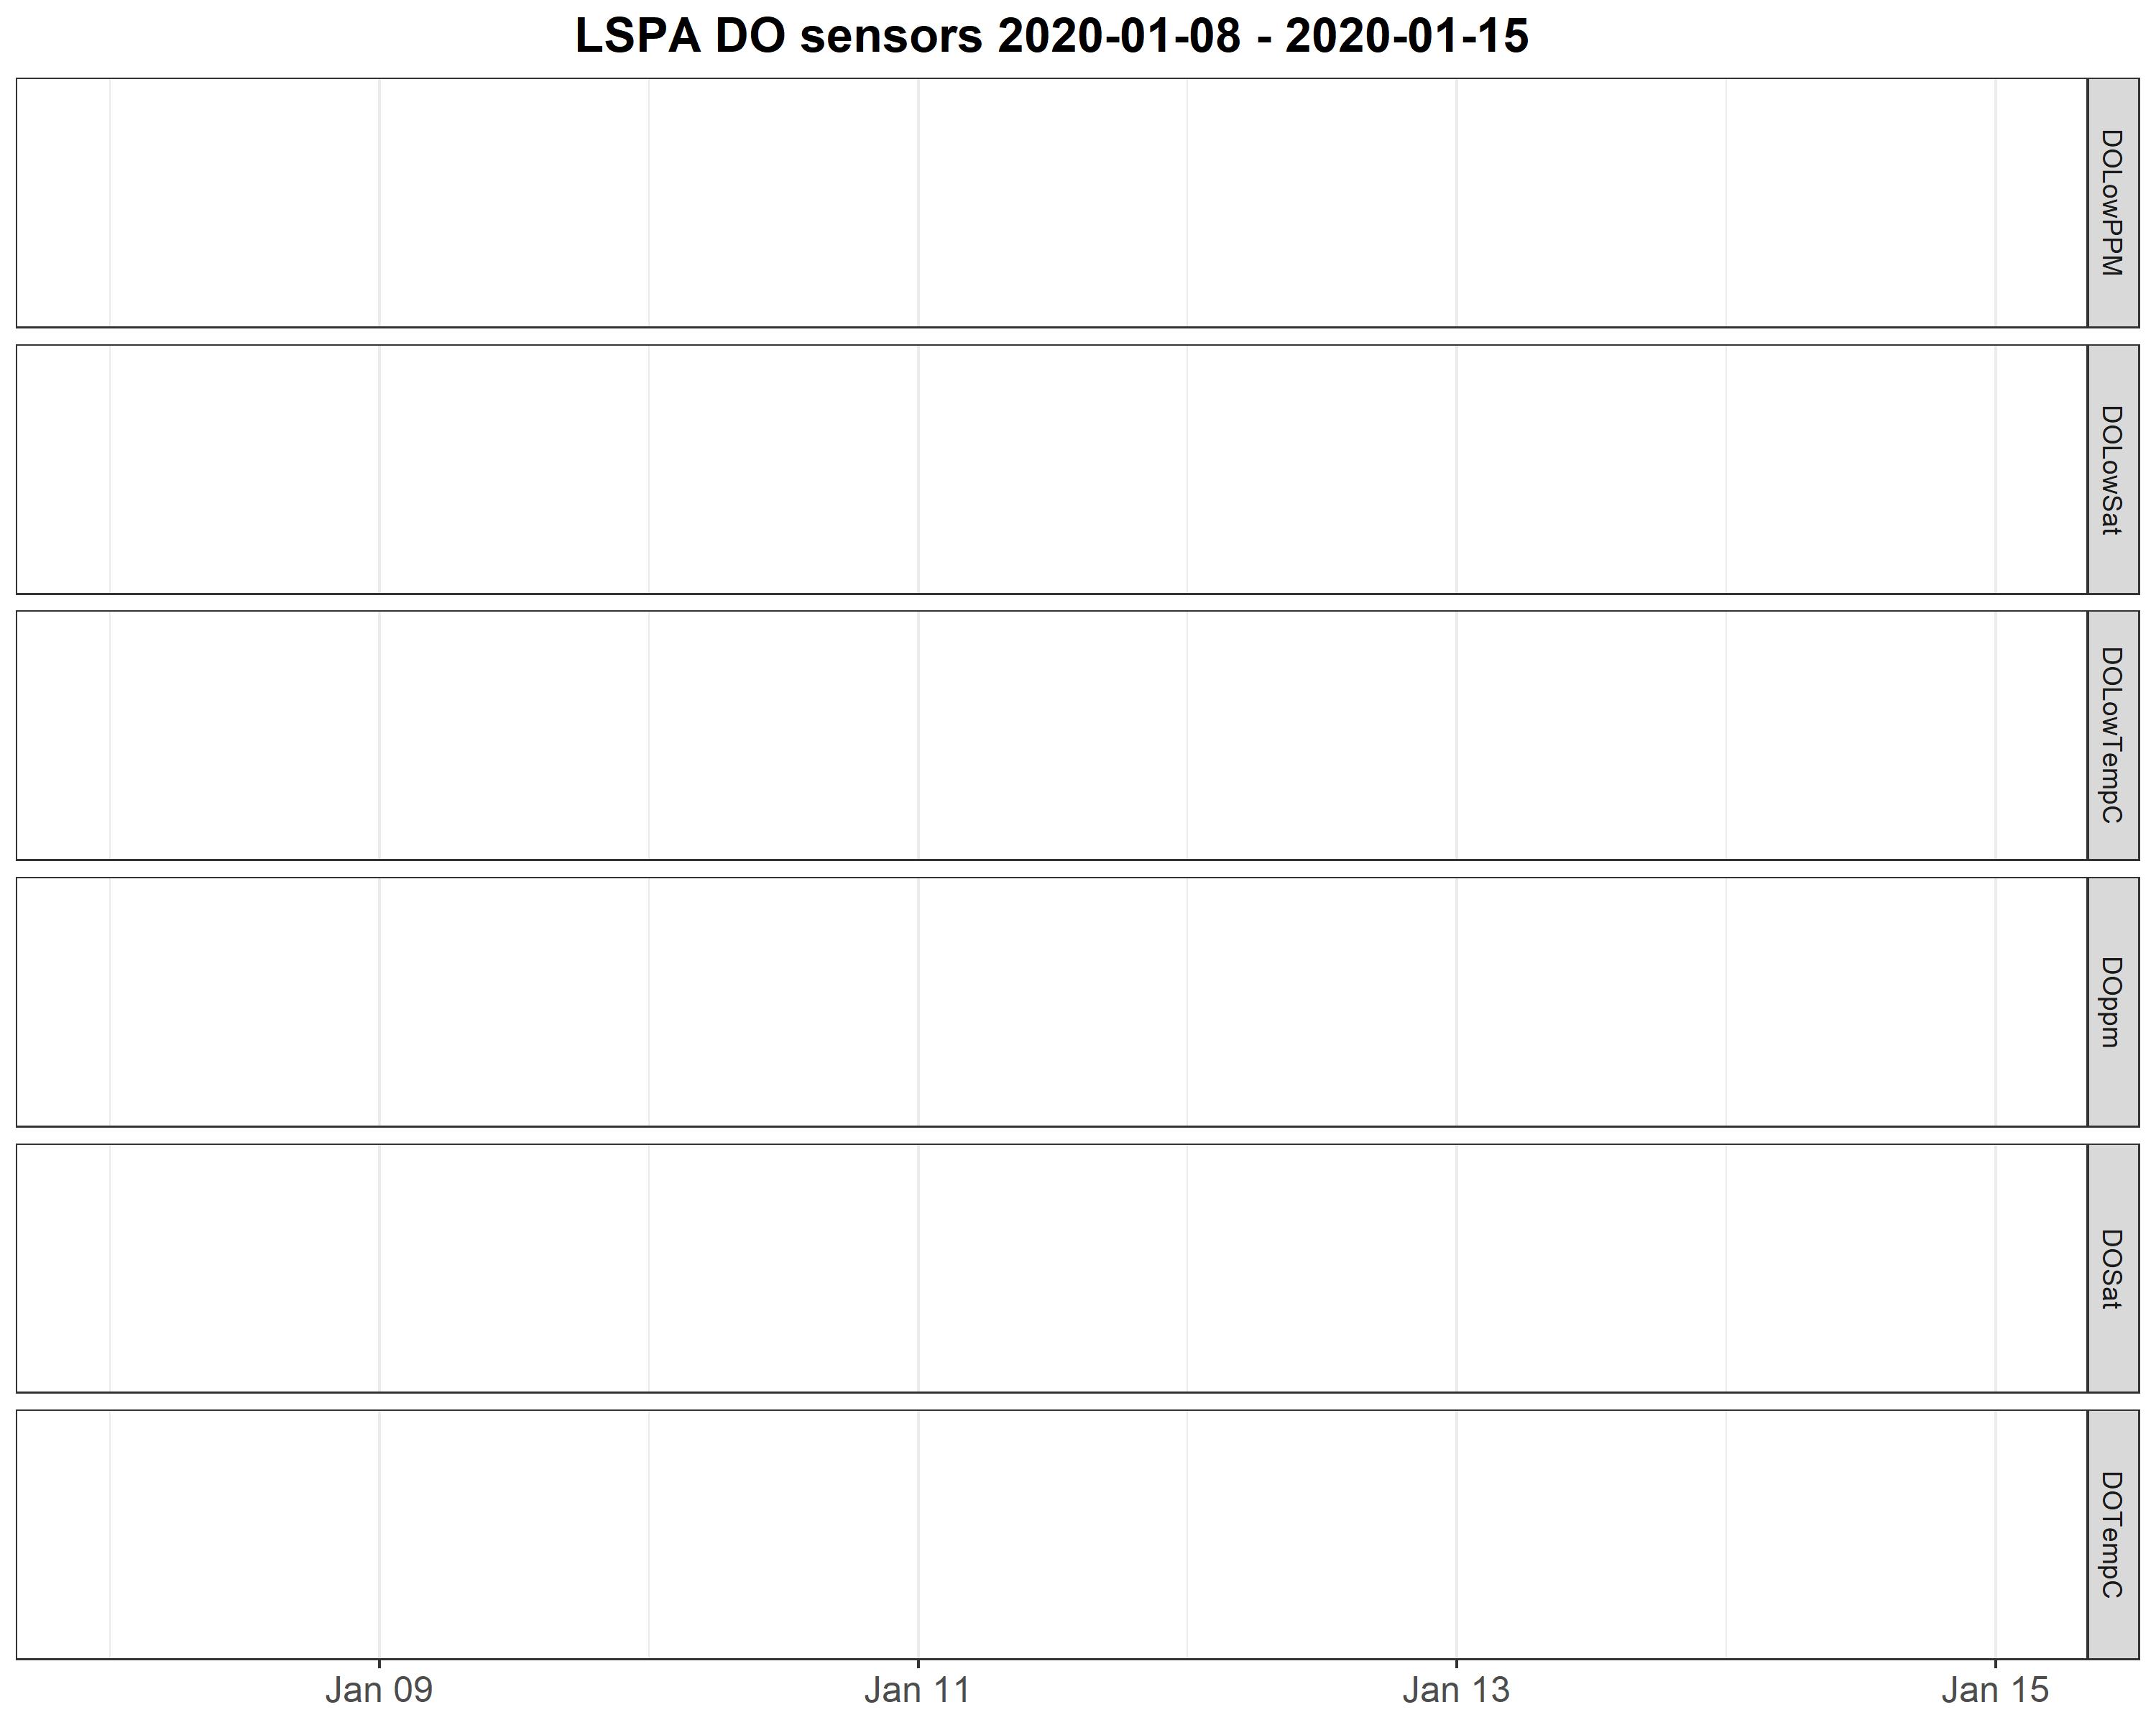 LSPA DO sensors 2020-01-08 - 2020-01-15
DOLowPPM
DOLowSat
DOLowTempC
DOppm
DOSat
DOTempC
Jan 09 Jan 11 Jan 13 Jan 15